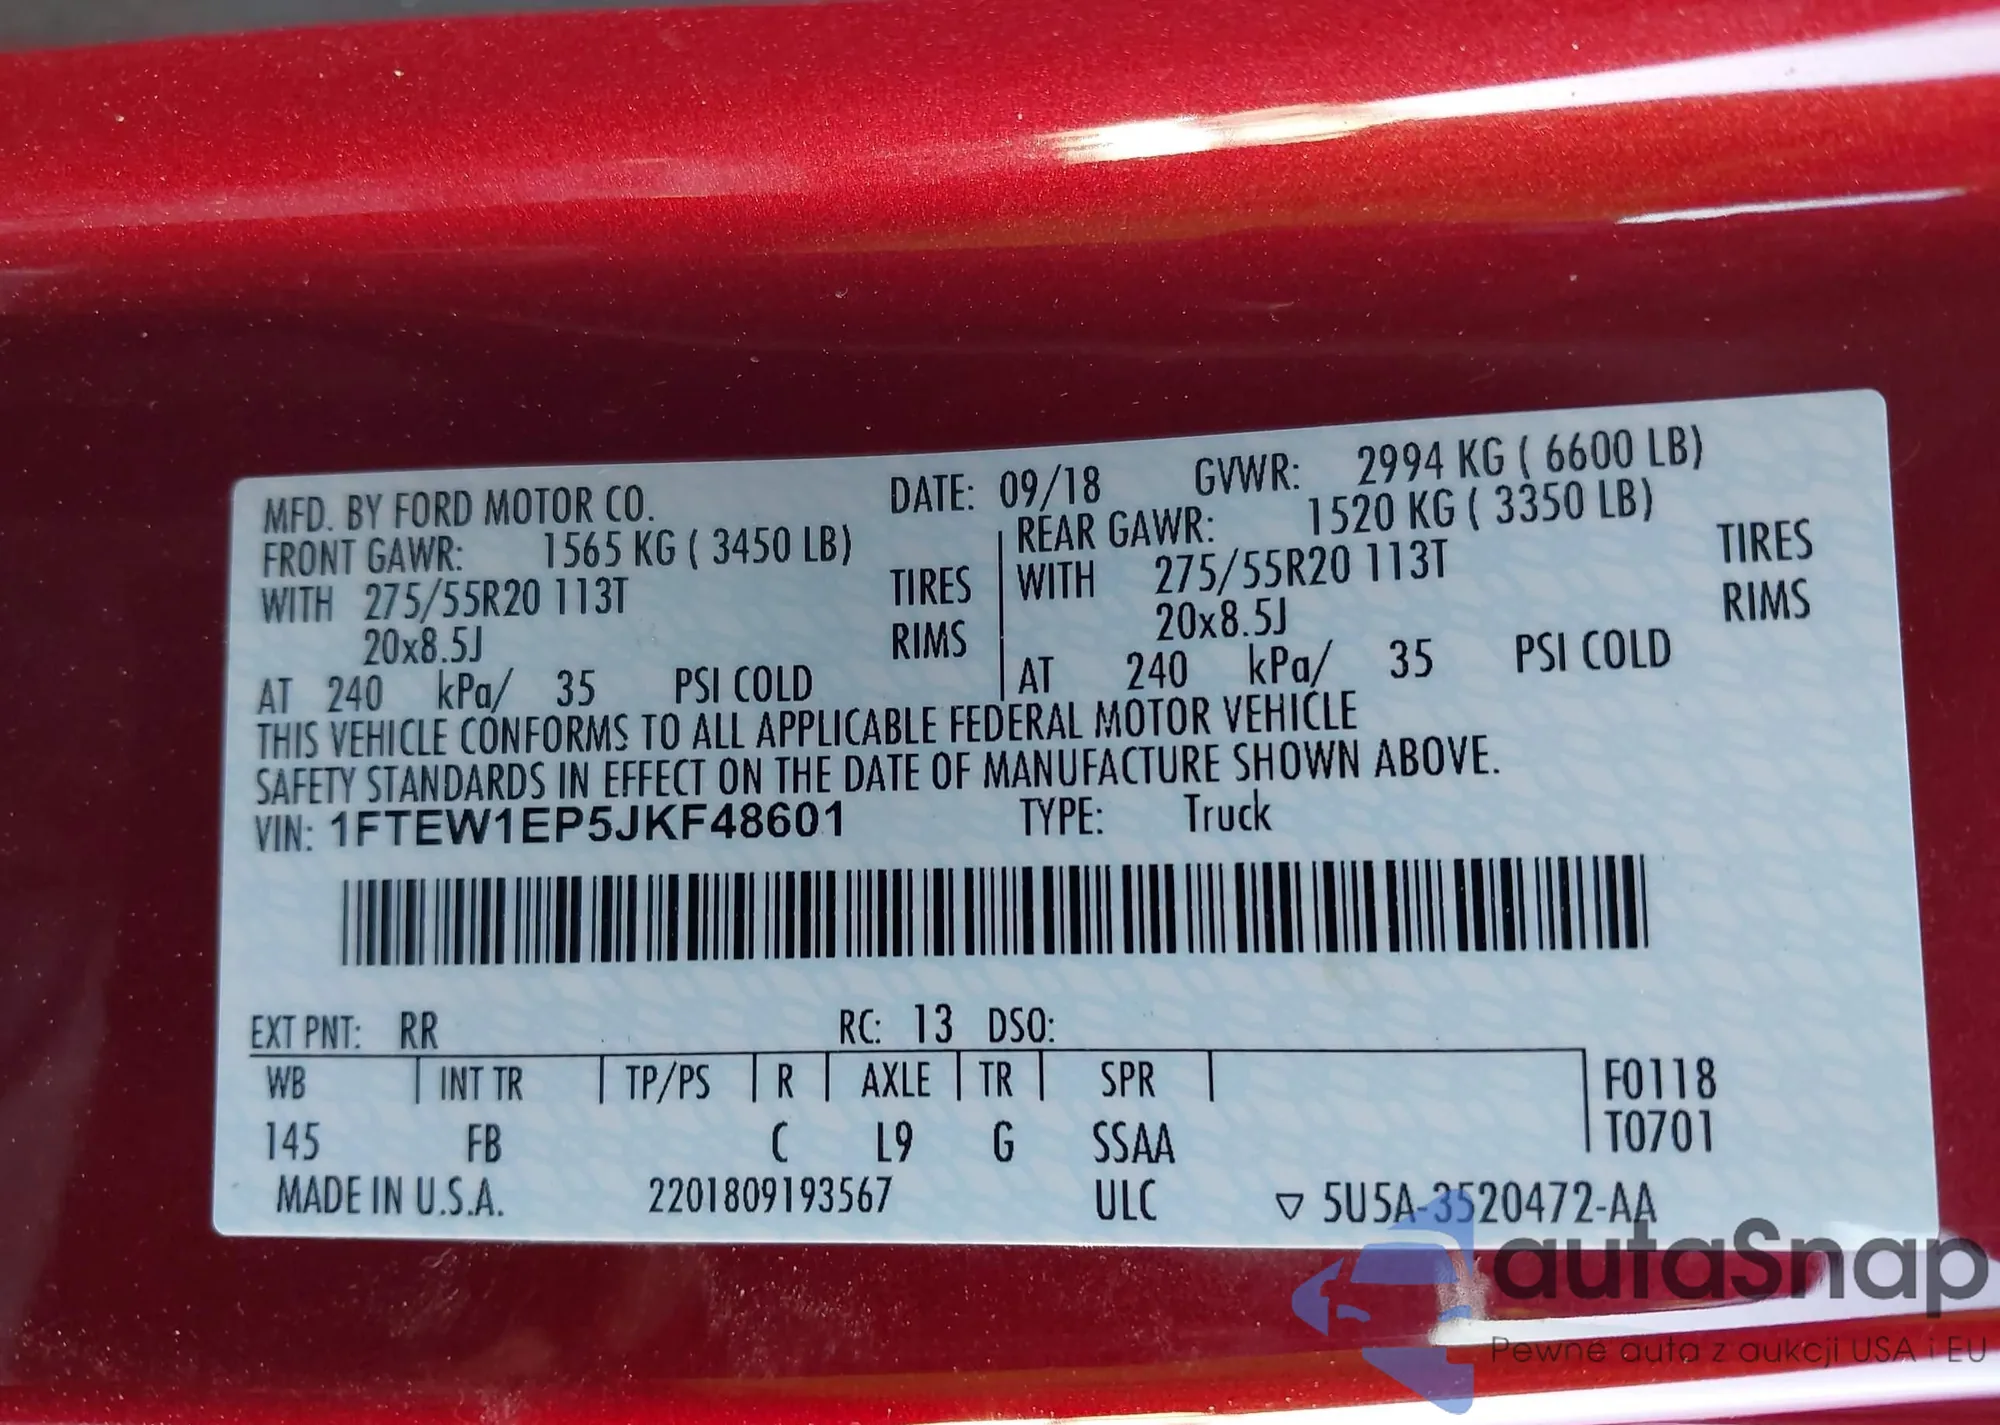 MFD. BY FORD MOTOR CO. DATE: 09/18 GVWR: 2994 KG ( 6600 LB)
FRONT GAWR: 1565 KG ( 3450 LB) REAR GAWR: 1520 KG ( 3350 LB)
WITH 275/55R20 113T TIRES WITH 275/55R20 113T TIRES
20x8.5J RIMS 20x8.5J RIMS
AT 240 kPa/ 35 PSI COLD AT 240 kPa/ 35 PSI COLD
THIS VEHICLE CONFORMS TO ALL APPLICABLE FEDERAL MOTOR VEHICLE
SAFETY STANDARDS IN EFFECT ON THE DATE OF MANUFACTURE SHOWN ABOVE.
VIN: 1FTEW1EP5JKF48601 TYPE: Truck
EXT PNT: RR RC: 13 DSO:
WB INT TR TP/PS R AXLE TR SPR F0118
145 FB C L9 G SSAA T0701
MADE IN U.S.A. 2201809193567 ULC ▽ 5U5A-3520472-AA
autaSnap
Pewne auta z aukcji USA i EU